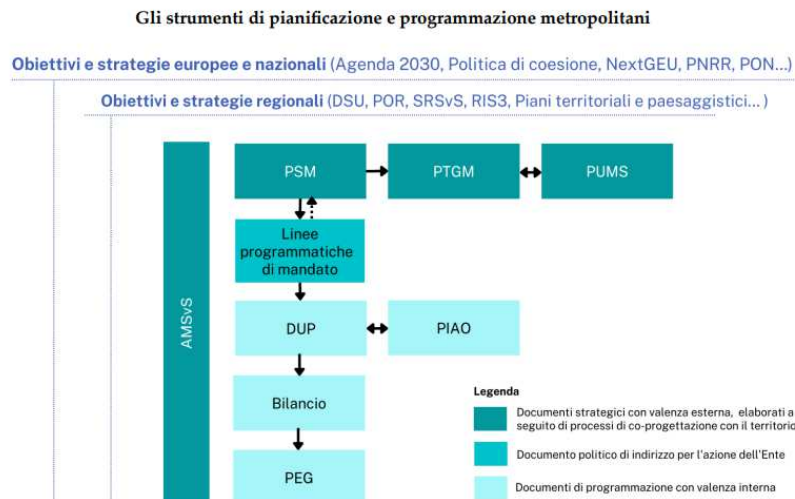 Gli strumenti di pianificazione e programmazione metropolitani
Obiettivi e strategie europee e nazionali (Agenda 2030, Politica di coesione, NextGEU, PNRR, PON...)
Obiettivi e strategie regionali (DSU, POR, SRSvS, RIS3, Piani territoriali e paesaggistici... )
AMSvS
PSM
PTGM
PUMS
Linee
programmatiche
di mandato
DUP
PIAO
Bilancio
PEG
Legenda
Documenti strategici con valenza esterna, elaborati a
seguito di processi di co-progettazione con il territorio
Documento politico di indirizzo per l'azione dell'Ente
Documenti di programmazione con valenza interna